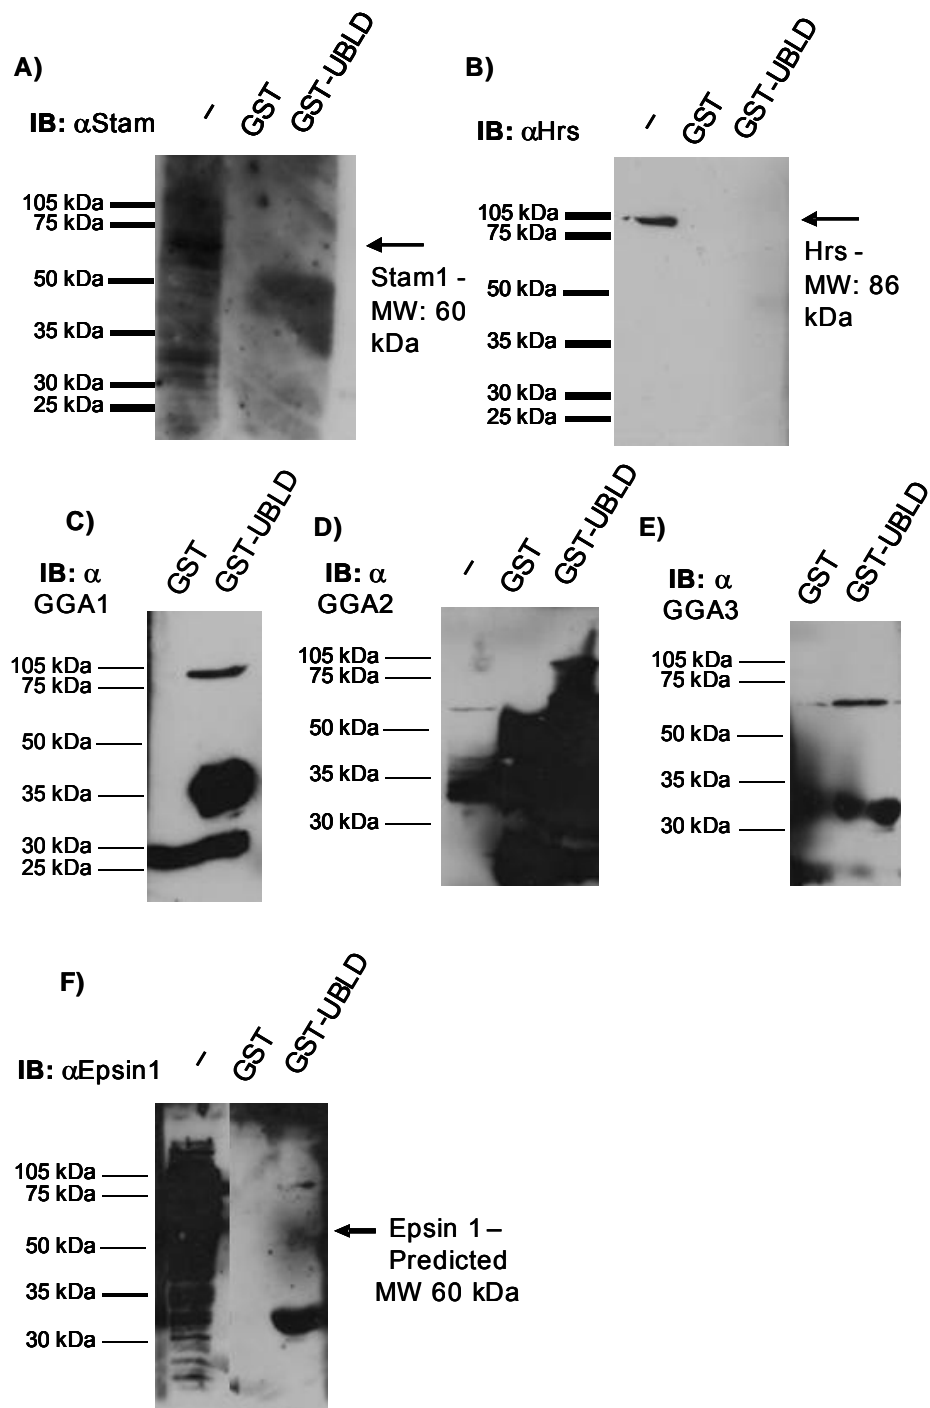 A)
IB: αStam
– GST GST-UBLD
105 kDa
75 kDa
50 kDa
35 kDa
30 kDa
25 kDa
Stam1 -
MW: 60
kDa
B)
IB: αHrs
– GST GST-UBLD
105 kDa
75 kDa
50 kDa
35 kDa
30 kDa
25 kDa
Hrs -
MW: 86
kDa
C)
IB: α
GGA1
GST GST-UBLD
105 kDa
75 kDa
50 kDa
35 kDa
30 kDa
25 kDa
D)
IB: α
GGA2
– GST GST-UBLD
105 kDa
75 kDa
50 kDa
35 kDa
30 kDa
E)
IB: α
GGA3
GST GST-UBLD
105 kDa
75 kDa
50 kDa
35 kDa
30 kDa
F)
IB: αEpsin1
– GST GST-UBLD
105 kDa
75 kDa
50 kDa
35 kDa
30 kDa
Epsin 1–
Predicted
MW 60 kDa